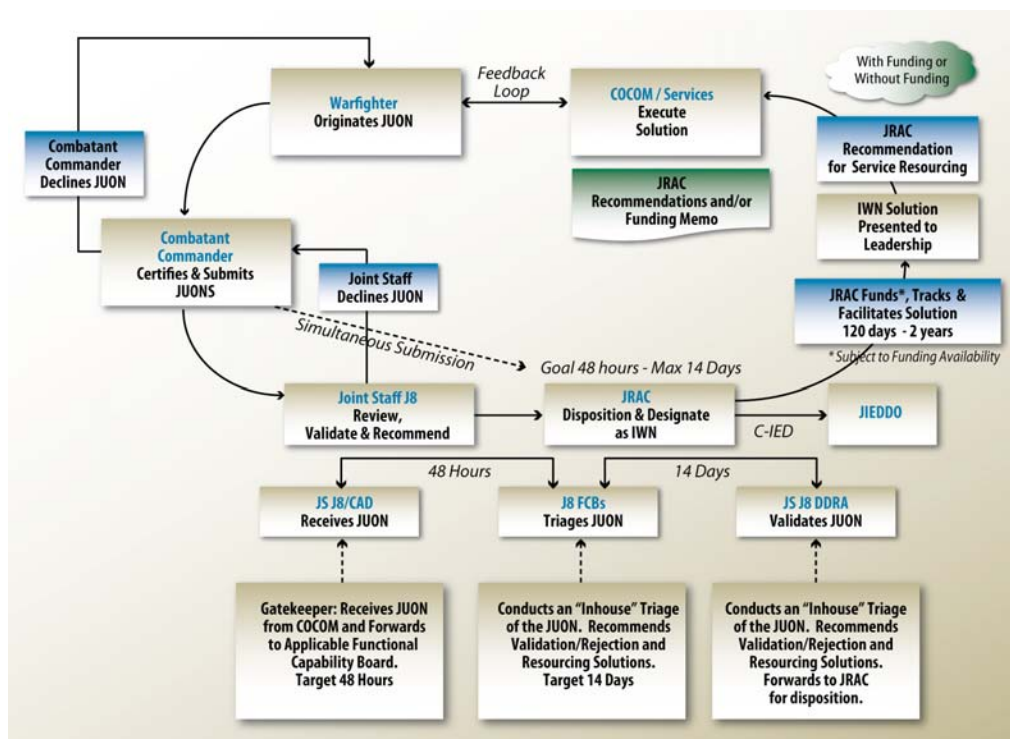 With Funding or
Without Funding
Feedback
Loop
Warfighter
Originates JUON
COCOM / Services
Execute
Solution
JRAC
Recommendation
for Service Resourcing
Combatant
Commander
Declines JUON
JRAC
Recommendations and/or
Funding Memo
IWN Solution
Presented to
Leadership
Combatant
Commander
Certifies & Submits
JUONS
Joint Staff
Declines JUON
JRAC Funds*, Tracks &
Facilitates Solution
120 days - 2 years
* Subject to Funding Availability
Simultaneous Submission
Goal 48 hours - Max 14 Days
Joint Staff J8
Review,
Validate & Recommend
JRAC
Disposition & Designate
as IWN
C-IED
JIEDDO
48 Hours
14 Days
JS J8/CAD
Receives JUON
J8 FCBs
Triages JUON
JS J8 DDRA
Validates JUON
Gatekeeper: Receives JUON
from COCOM and Forwards
to Applicable Functional
Capability Board.
Target 48 Hours
Conducts an “Inhouse” Triage
of the JUON. Recommends
Validation/Rejection and
Resourcing Solutions.
Target 14 Days
Conducts an “Inhouse” Triage
of the JUON. Recommends
Validation/Rejection and
Resourcing Solutions.
Forwards to JRAC
for disposition.